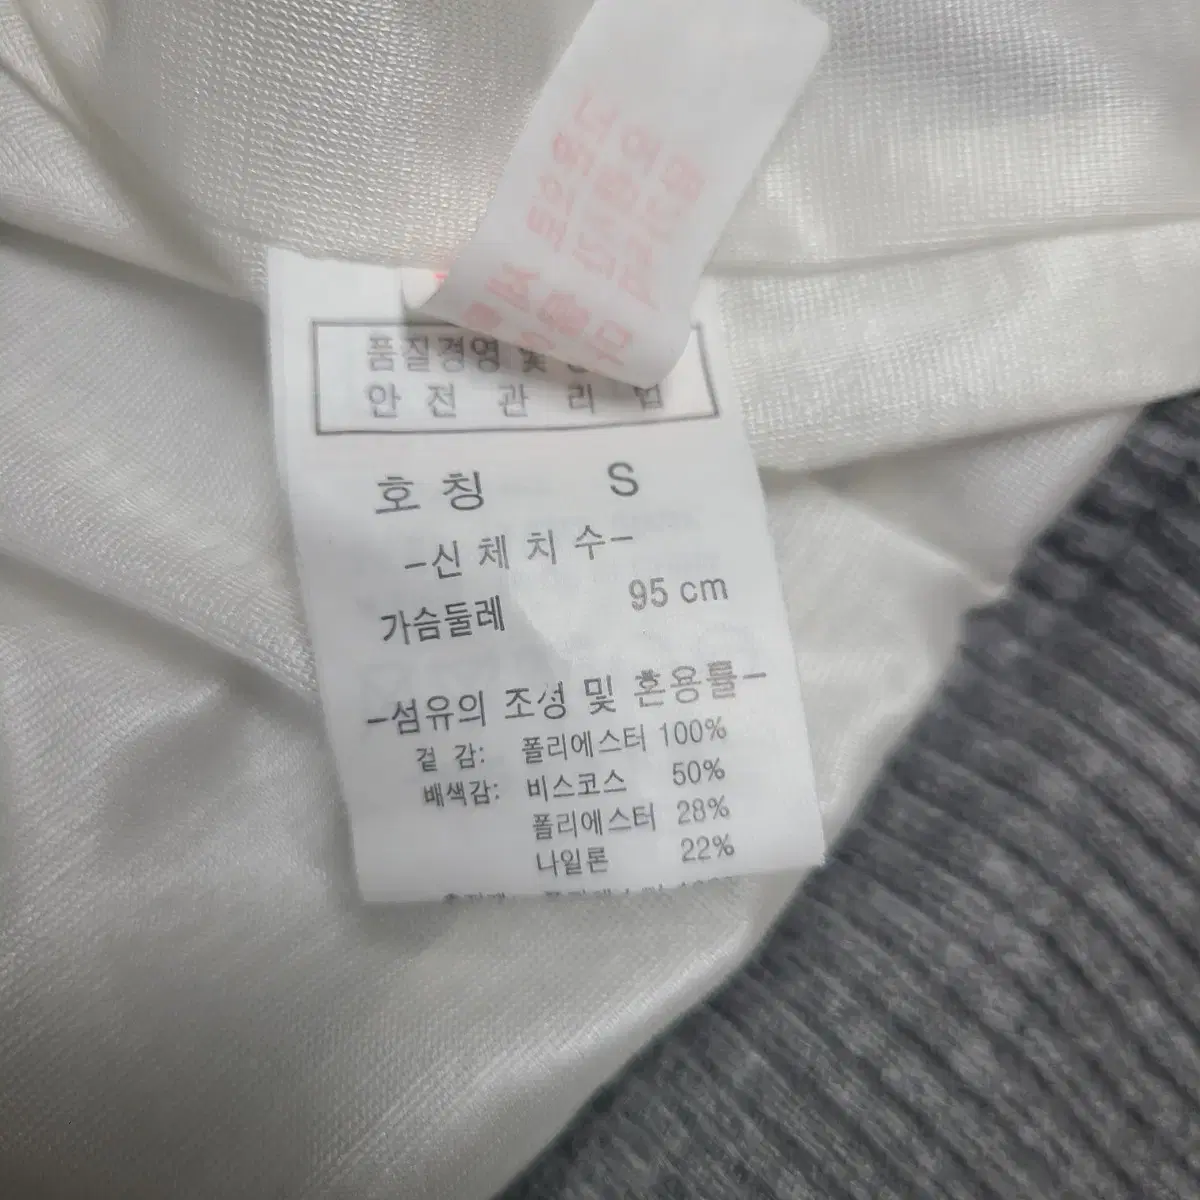 품질경영 및
안 전 관 리 법
호 칭 S
-신 체 치 수-
가슴둘레 95 cm
-섬유의 조성 및 혼용률-
겉 감: 폴리에스터 100%
배색감: 비스코스 50%
폴리에스터 28%
나일론 22%